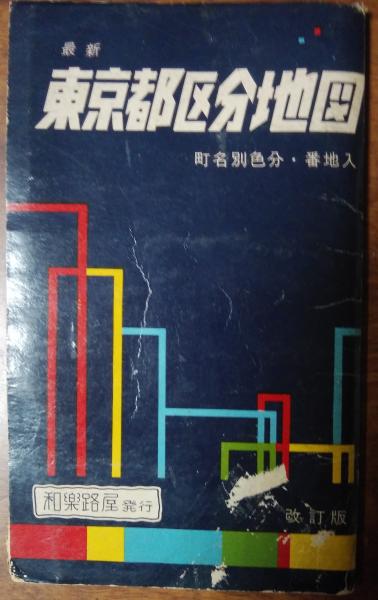 最新
東京都区分地図
町名別色分・番地入
和樂路屋発行
改訂版